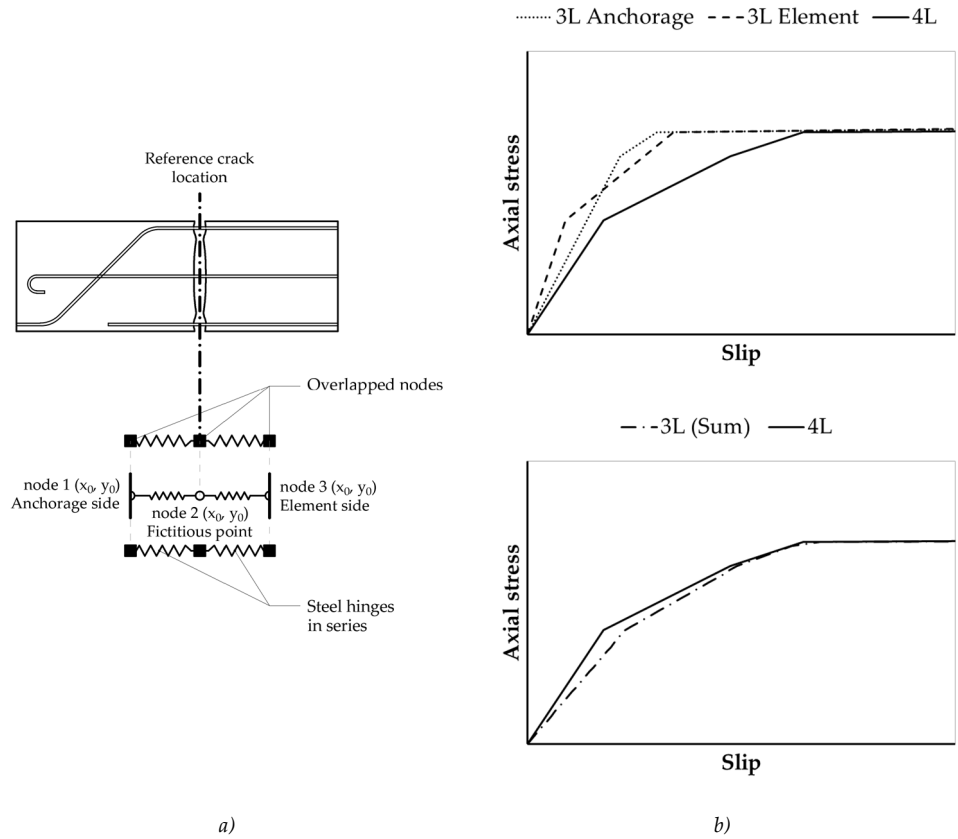 Reference crack
location
Overlapped nodes
node 1 (x0, y0)
Anchorage side
node 3 (x0, y0)
Element side
node 2 (x0, y0)
Fictitious point
Steel hinges
in series
a)
3L Anchorage 3L Element 4L
Axial stress
Slip
3L (Sum) 4L
Axial stress
Slip
b)